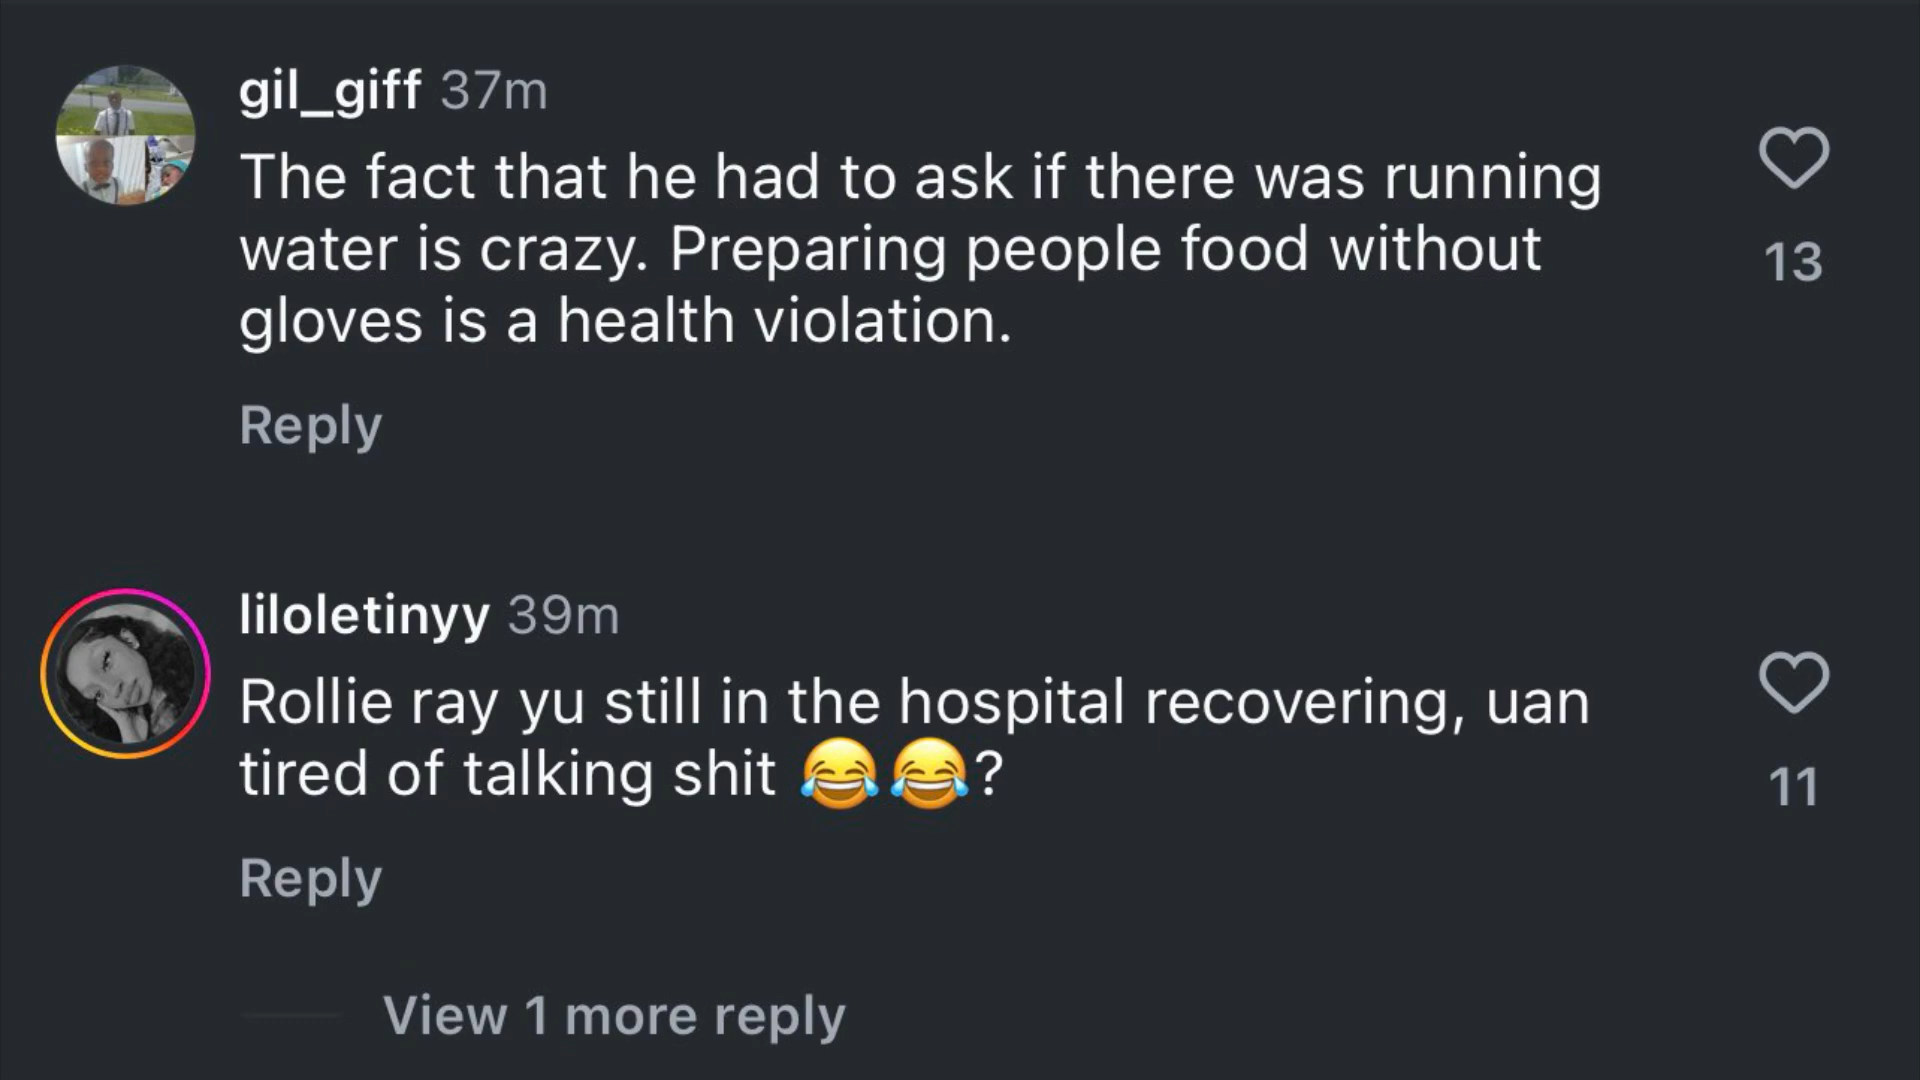 gil_giff 37m
The fact that he had to ask if there was running
water is crazy. Preparing people food without
gloves is a health violation.
13
Reply
liloletinyy 39m
Rollie ray yu still in the hospital recovering, uan
tired of talking shit 😂😂?
11
Reply
View 1 more reply